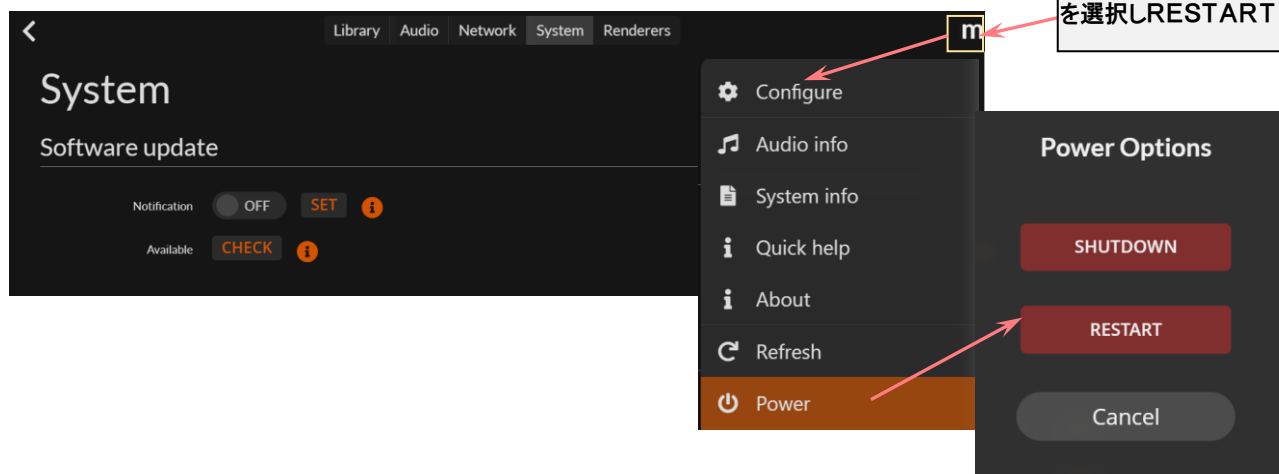 を選択しRESTART
Library Audio Network System Renderers
m
System
Software update
Notification OFF SET
Available CHECK
Configure
Audio info
System info
Quick help
About
Refresh
Power
Power Options
SHUTDOWN
RESTART
Cancel